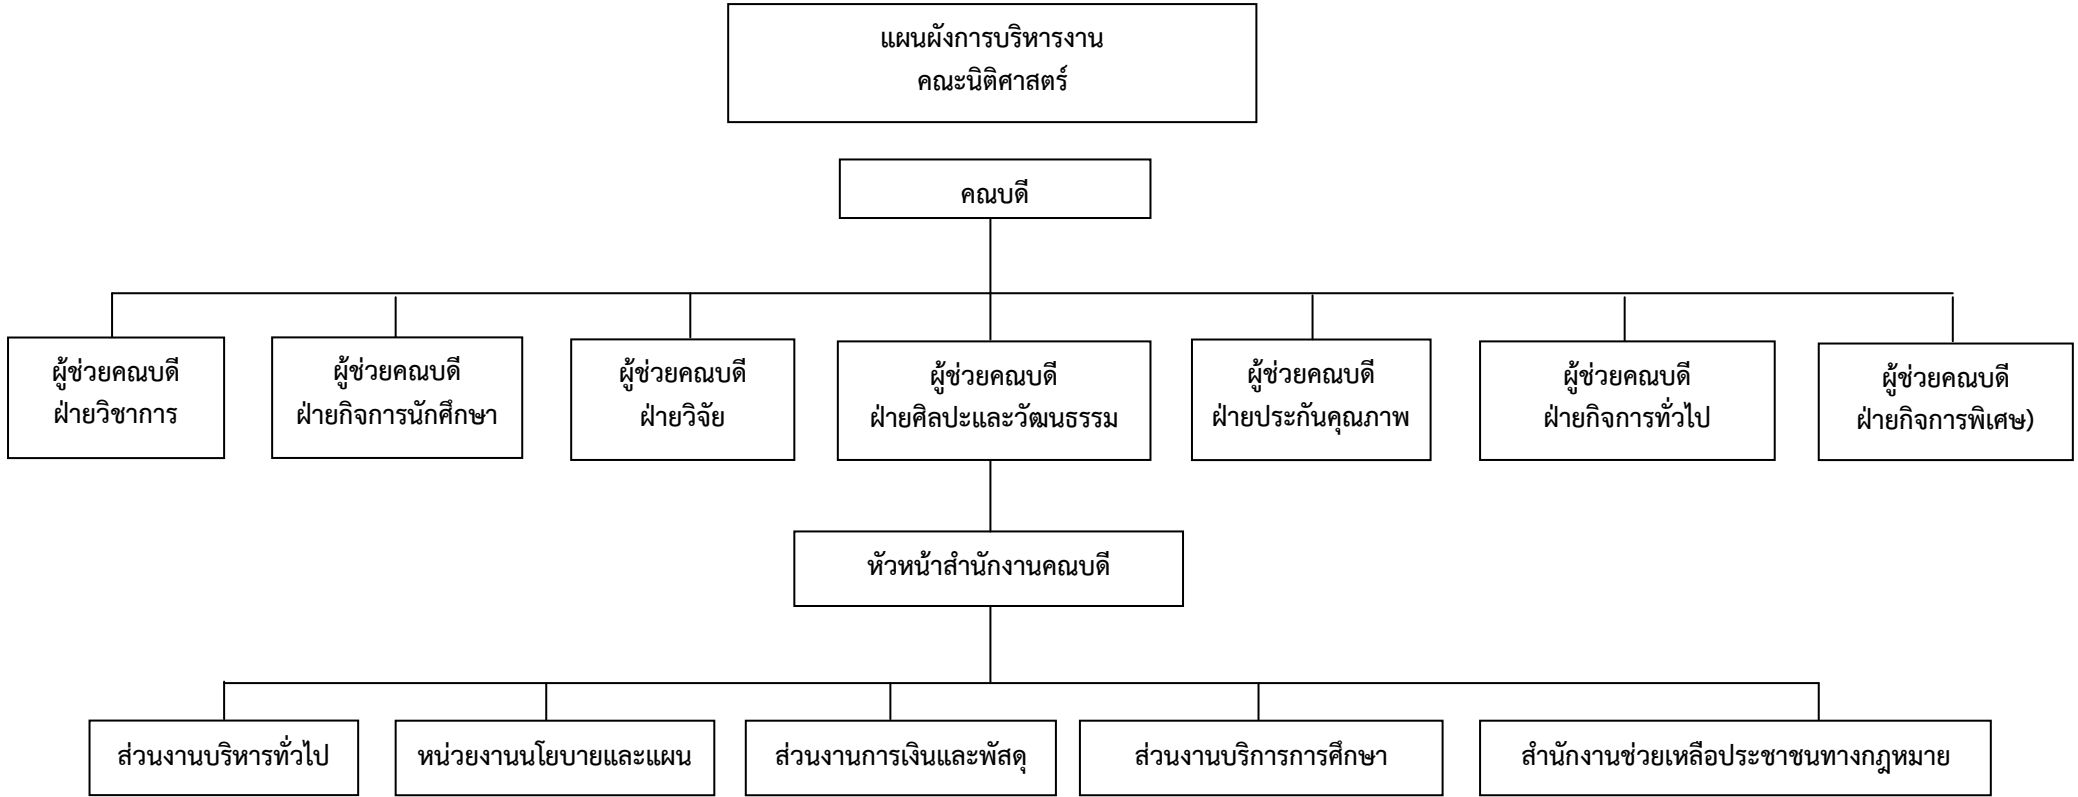 แผนผังการบริหารงาน
คณะนิติศาสตร์
คณบดี
ผู้ช่วยคณบดี
ฝ่ายวิชาการ
ผู้ช่วยคณบดี
ฝ่ายกิจการนักศึกษา
ผู้ช่วยคณบดี
ฝ่ายวิจัย
ผู้ช่วยคณบดี
ฝ่ายศิลปะและวัฒนธรรม
ผู้ช่วยคณบดี
ฝ่ายประกันคุณภาพ
ผู้ช่วยคณบดี
ฝ่ายกิจการทั่วไป
ผู้ช่วยคณบดี
ฝ่ายกิจการพิเศษ)
หัวหน้าสำนักงานคณบดี
ส่วนงานบริหารทั่วไป
หน่วยงานนโยบายและแผน
ส่วนงานการเงินและพัสดุ
ส่วนงานบริการการศึกษา
สำนักงานช่วยเหลือประชาชนทางกฎหมาย